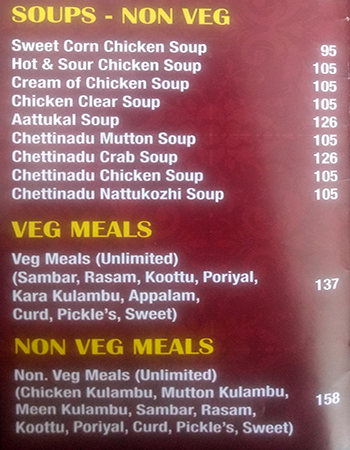 SOUPS - NON VEG
Sweet Corn Chicken Soup 95
Hot & Sour Chicken Soup 105
Cream of Chicken Soup 105
Chicken Clear Soup 105
Aattukal Soup 126
Chettinadu Mutton Soup 105
Chettinadu Crab Soup 126
Chettinadu Chicken Soup 105
Chettinadu Nattukozhi Soup 105
VEG MEALS
Veg Meals (Unlimited)
(Sambar, Rasam, Koottu, Poriyal, 137
Kara Kulambu, Appalam,
Curd, Pickle's, Sweet)
NON VEG MEALS
Non. Veg Meals (Unlimited)
(Chicken Kulambu, Mutton Kulambu, 158
Meen Kulambu, Sambar, Rasam,
Koottu, Poriyal, Curd, Pickle's, Sweet)